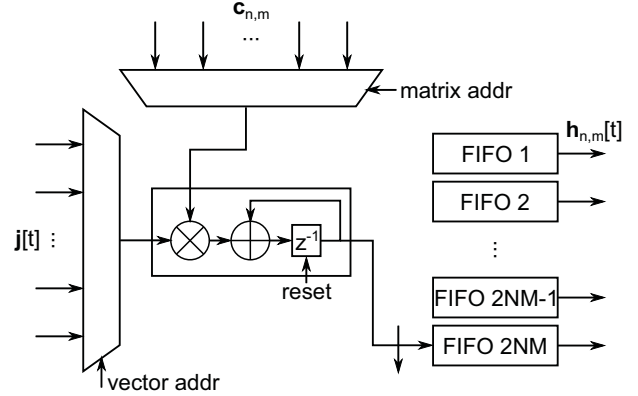 c_{n,m}
...
matrix addr
h_{n,m}[t]
FIFO 1
FIFO 2
...
j[t] ...
z^{-1}
reset
FIFO 2NM-1
FIFO 2NM
vector addr